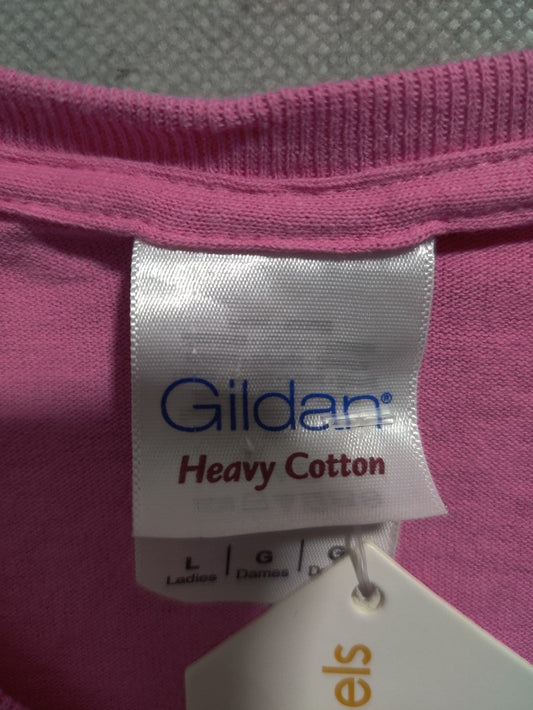 Gildan®
Heavy Cotton
L | G | G
Ladies | Dames |
els